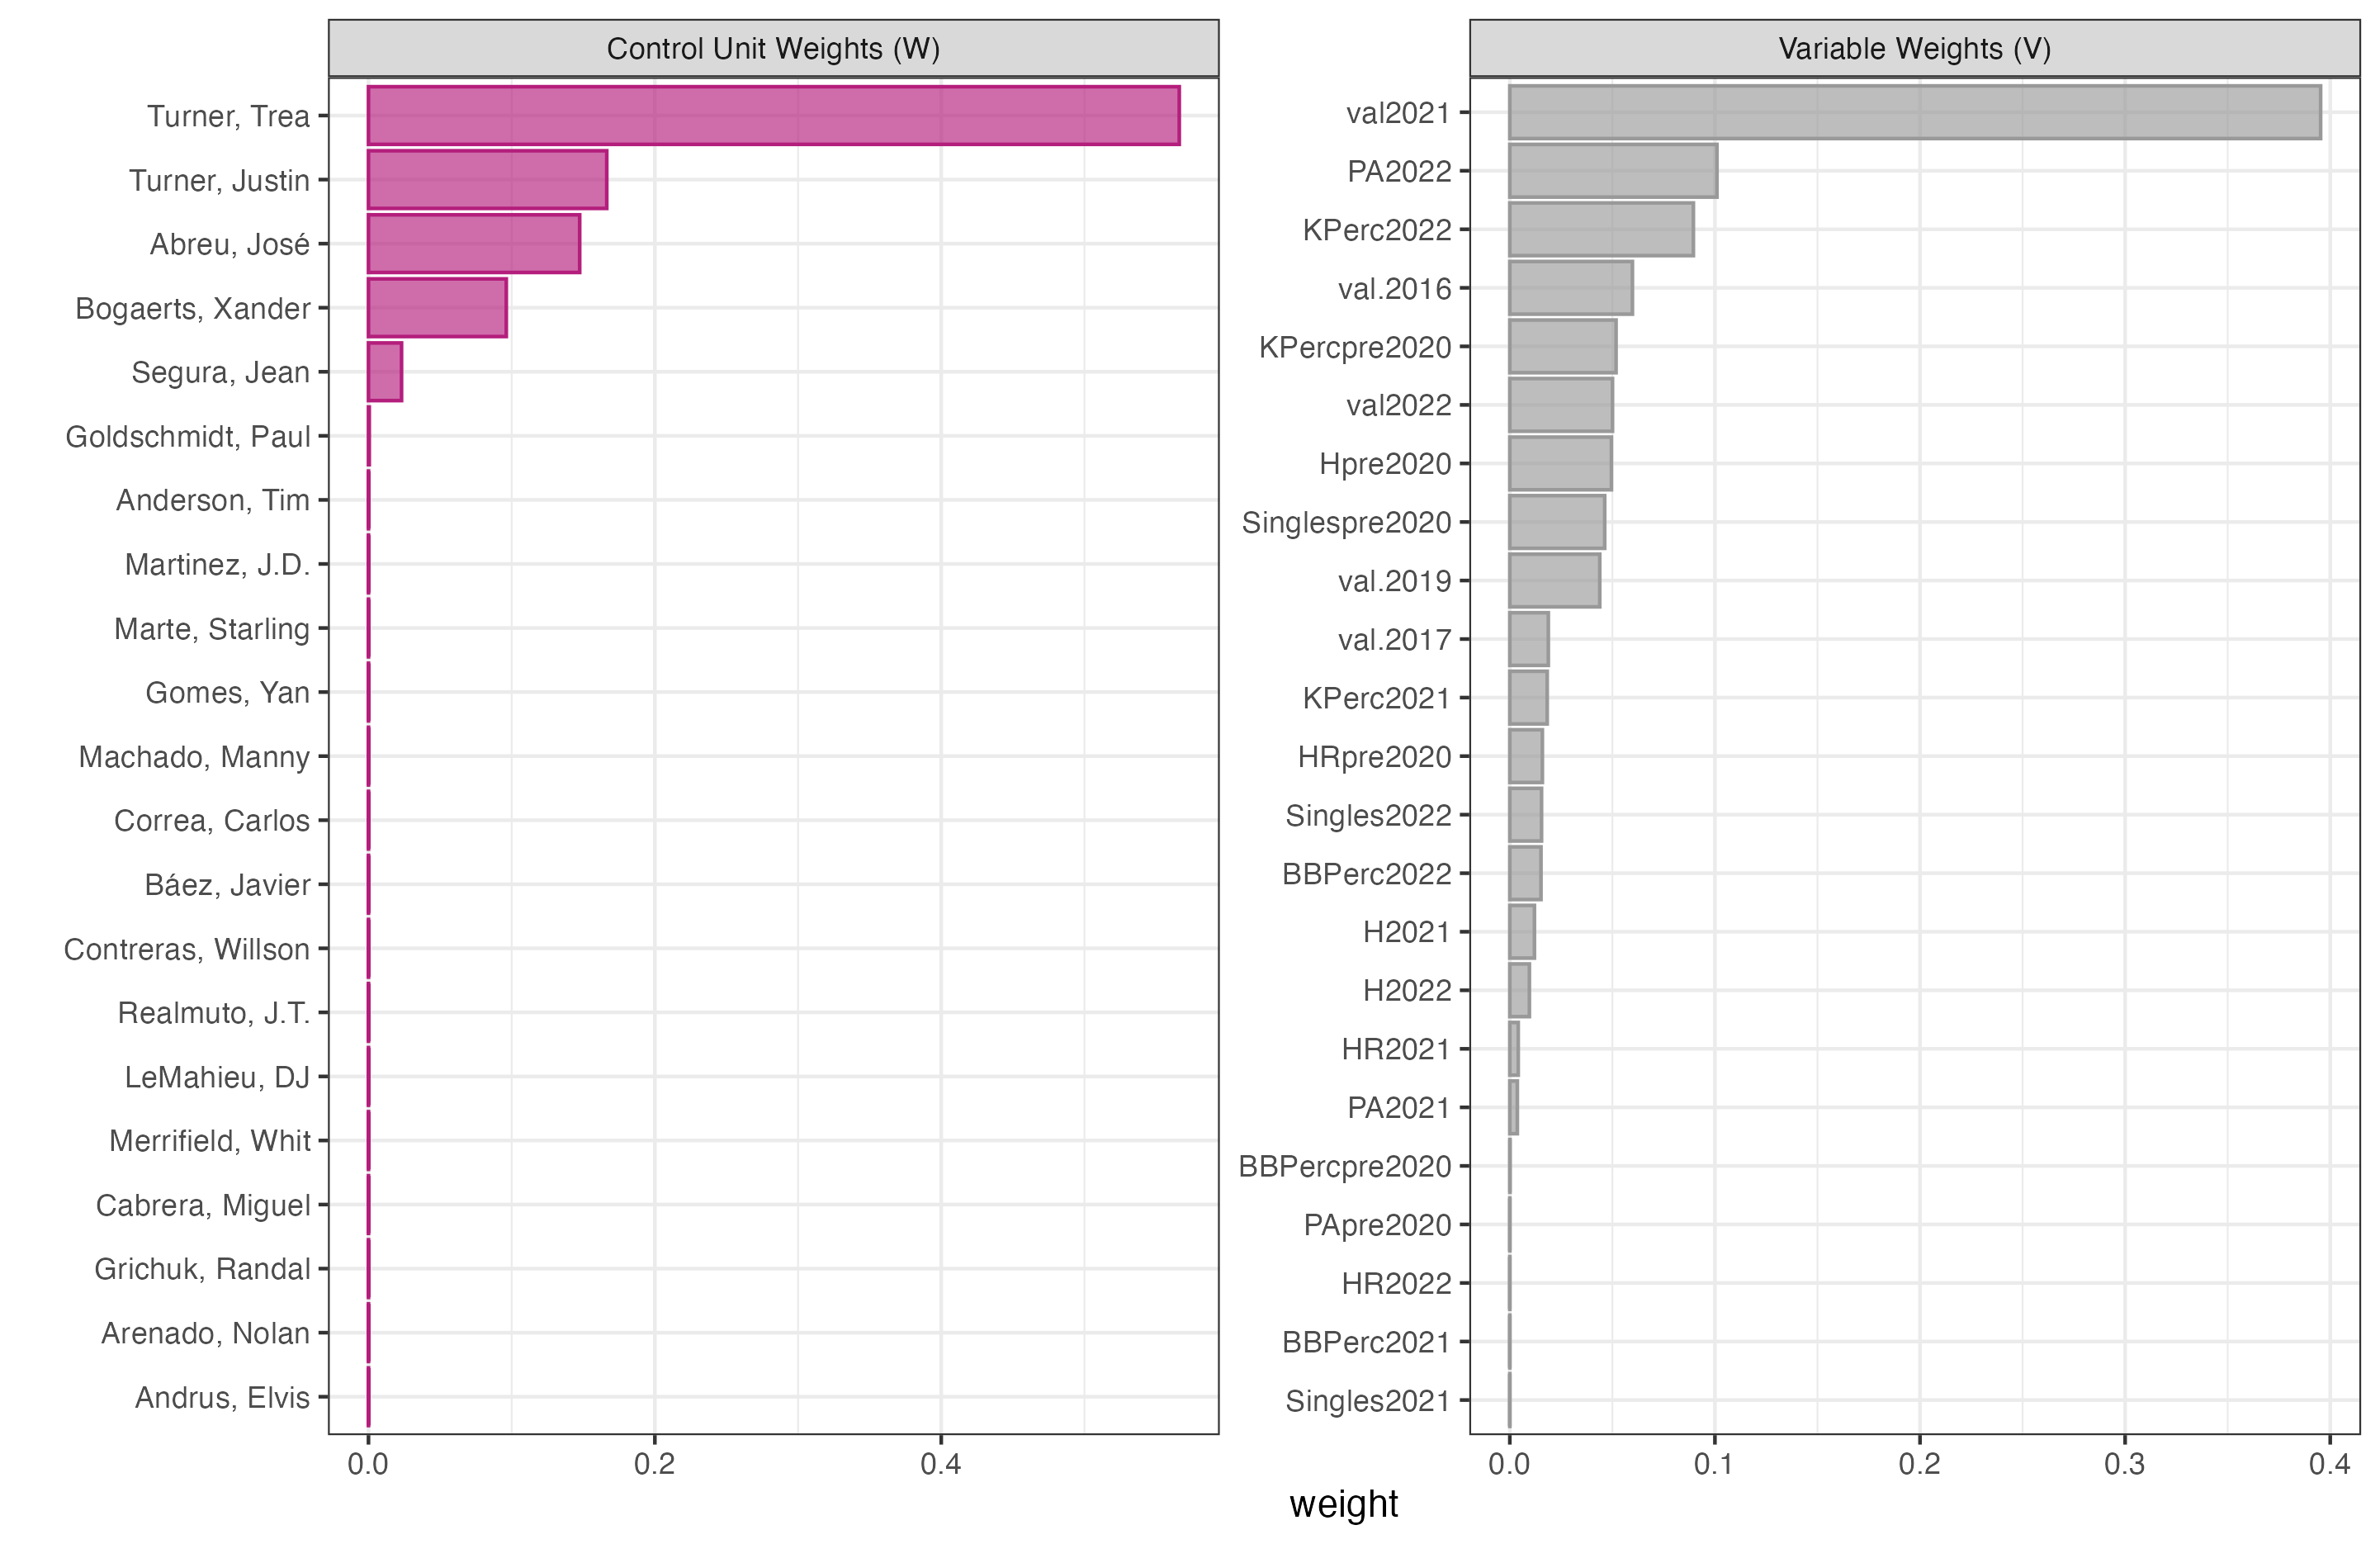 Control Unit Weights (W)
Turner, Trea
Turner, Justin
Abreu, José
Bogaerts, Xander
Segura, Jean
Goldschmidt, Paul
Anderson, Tim
Martinez, J.D.
Marte, Starling
Gomes, Yan
Machado, Manny
Correa, Carlos
Báez, Javier
Contreras, Willson
Realmuto, J.T.
LeMahieu, DJ
Merrifield, Whit
Cabrera, Miguel
Grichuk, Randal
Arenado, Nolan
Andrus, Elvis
0.0 0.2 0.4
Variable Weights (V)
val2021
PA2022
KPerc2022
val.2016
KPercpre2020
val2022
Hpre2020
Singlespre2020
val.2019
val.2017
KPerc2021
HRpre2020
Singles2022
BBPerc2022
H2021
H2022
HR2021
PA2021
BBPercpre2020
PApre2020
HR2022
BBPerc2021
Singles2021
0.0 0.1 0.2 0.3 0.4
weight